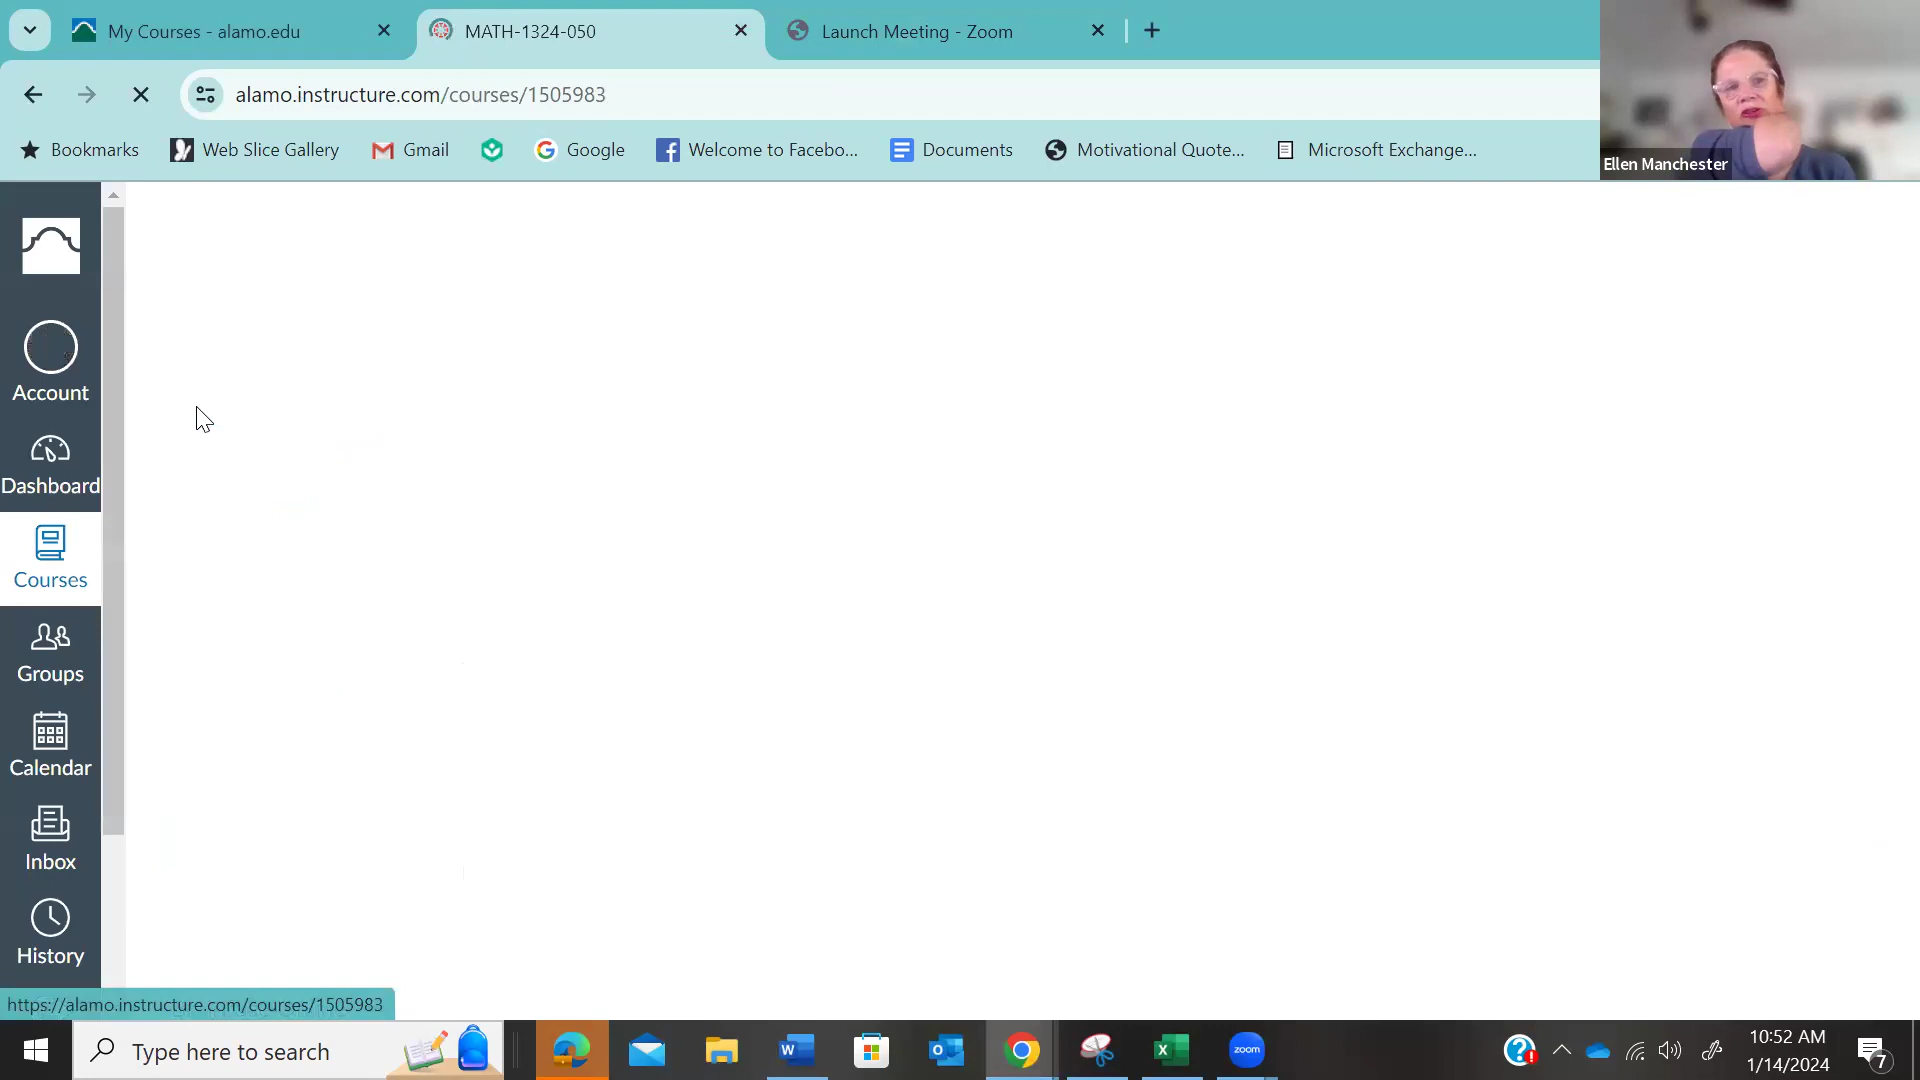 My Courses - alamo.edu
MATH-1324-050
Launch Meeting - Zoom
alamo.instructure.com/courses/1505983
Bookmarks
Web Slice Gallery
Gmail
Google
Welcome to Facebo...
Documents
Motivational Quote...
Microsoft Exchange...
Ellen Manchester
Account
Dashboard
Courses
Groups
Calendar
Inbox
History
https://alamo.instructure.com/courses/1505983
Type here to search
zoom
10:52 AM
1/14/2024
7